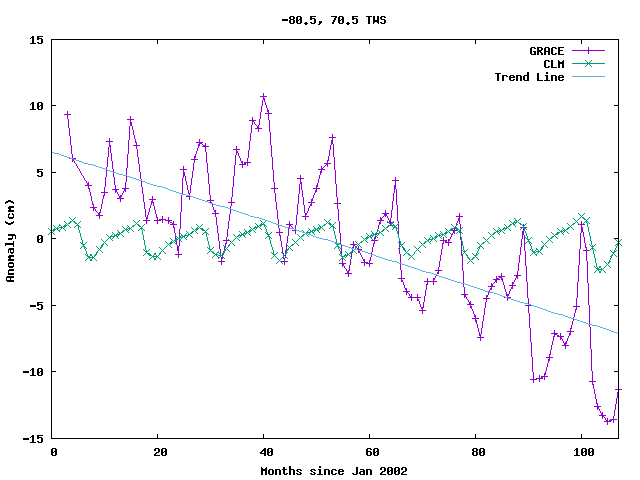 -80.5, 70.5 TWS
15
GRACE
CLM
Trend Line
10
5
Anomaly (cm)
0
-5
-10
-15
0 20 40 60 80 100
Months since Jan 2002